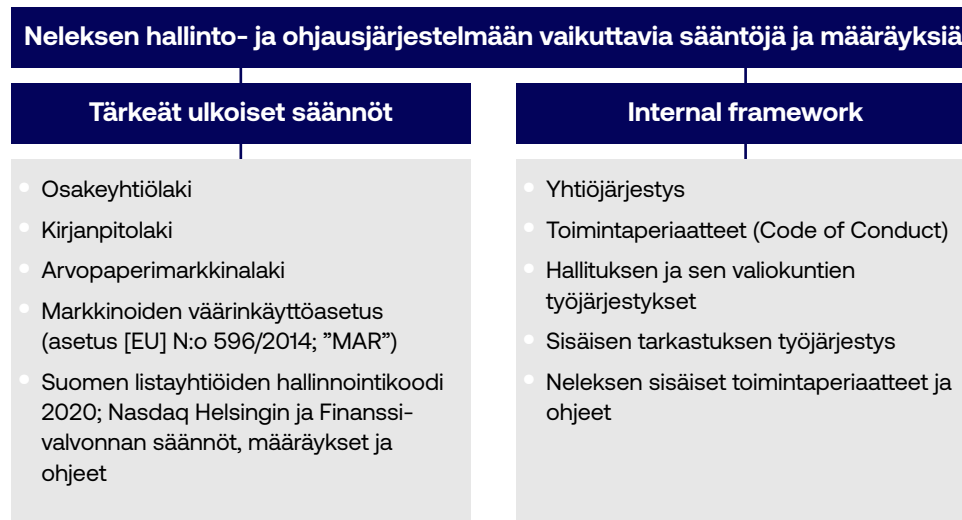 Neleksen hallinto- ja ohjausjärjestelmään vaikuttavia sääntöjä ja määräyksiä
Tärkeät ulkoiset säännöt
Osakeyhtiölaki
Kirjanpitolaki
Arvopaperimarkkinalaki
Markkinoiden väärinkäyttöasetus
(asetus [EU] N:o 596/2014; ”MAR”)
Suomen listayhtiöiden hallinnointikoodi
2020; Nasdaq Helsingin ja Finanssi-
valvonnan säännöt, määräykset ja
ohjeet
Internal framework
Yhtiöjärjestys
Toimintaperiaatteet (Code of Conduct)
Hallituksen ja sen valiokuntien
työjärjestykset
Sisäisen tarkastuksen työjärjestys
Neleksen sisäiset toimintaperiaatteet ja
ohjeet